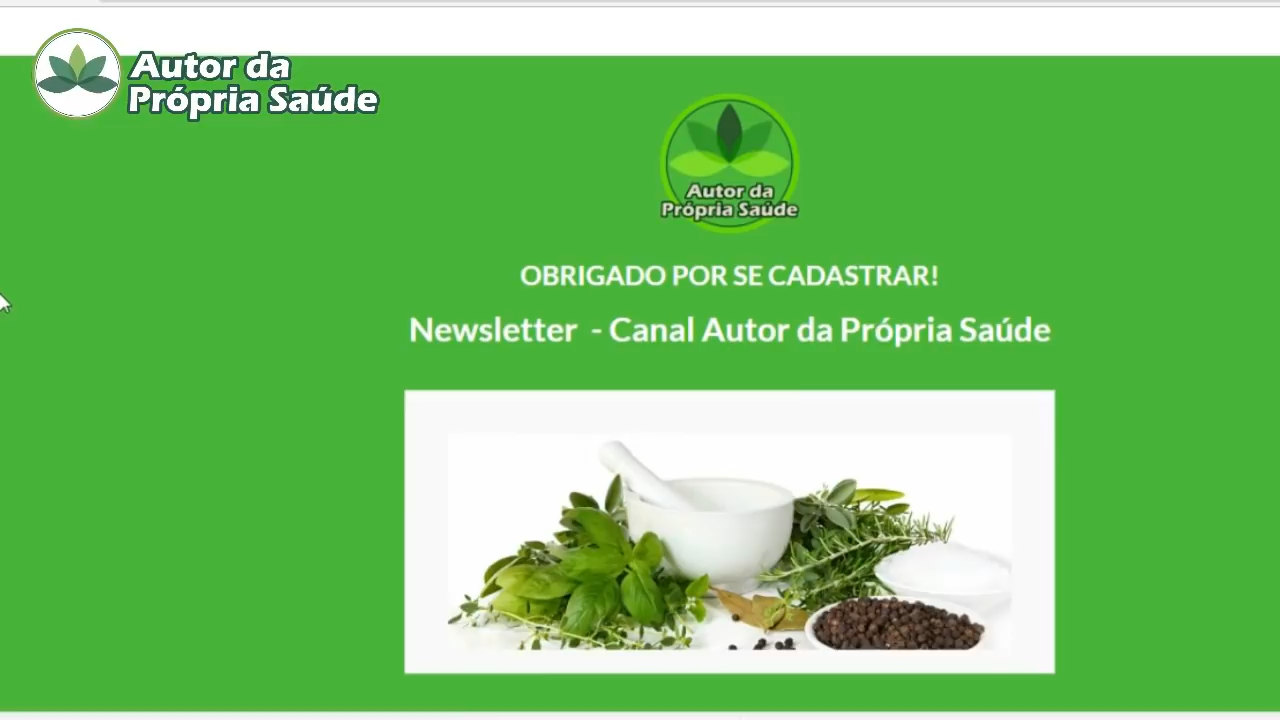 Autor da
Própria Saúde
Autor da
Própria Saúde
OBRIGADO POR SE CADASTRAR!
Newsletter - Canal Autor da Própria Saúde